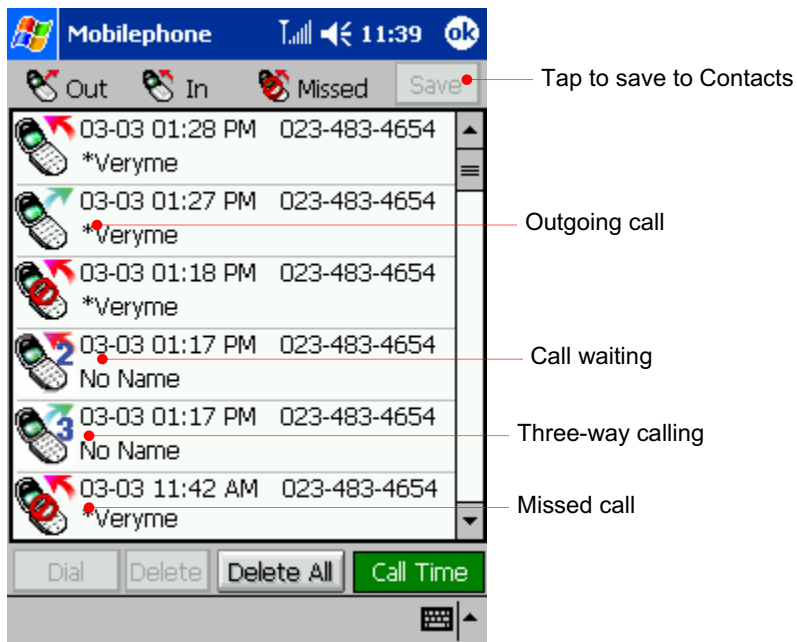 Mobilephone 11:39 ok
Out In Missed Save
Tap to save to Contacts
03-03 01:28 PM 023-483-4654
*Veryme
03-03 01:27 PM 023-483-4654
*Veryme
Outgoing call
03-03 01:18 PM 023-483-4654
*Veryme
2 03-03 01:17 PM 023-483-4654
No Name
Call waiting
3 03-03 01:17 PM 023-483-4654
No Name
Three-way calling
03-03 11:42 AM 023-483-4654
*Veryme
Missed call
Dial Delete Delete All Call Time